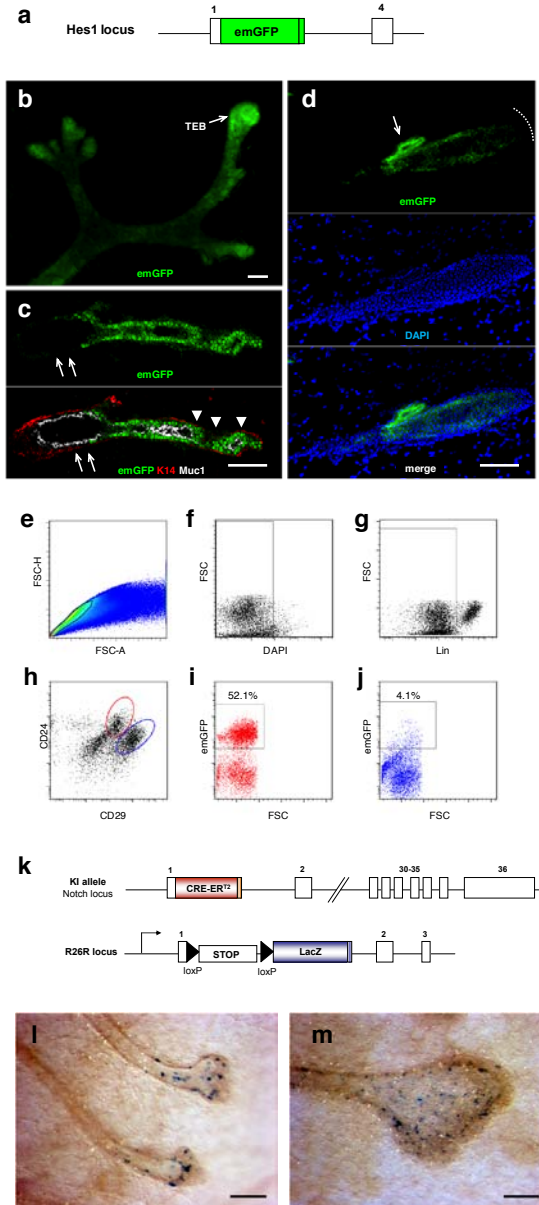 a
Hes1 locus
1
emGFP
4
b
TEB
emGFP
c
emGFP
emGFP K14 Muc1
d
emGFP
DAPI
merge
e
FSC-H
FSC-A
f
FSC
DAPI
g
FSC
Lin
h
CD24
CD29
i
52.1%
emGFP
FSC
j
4.1%
emGFP
FSC
k
KI allele
Notch locus
1
CRE-ERT2
2
30-35
36
R26R locus
1
loxP
STOP
loxP
LacZ
2
3
l
m